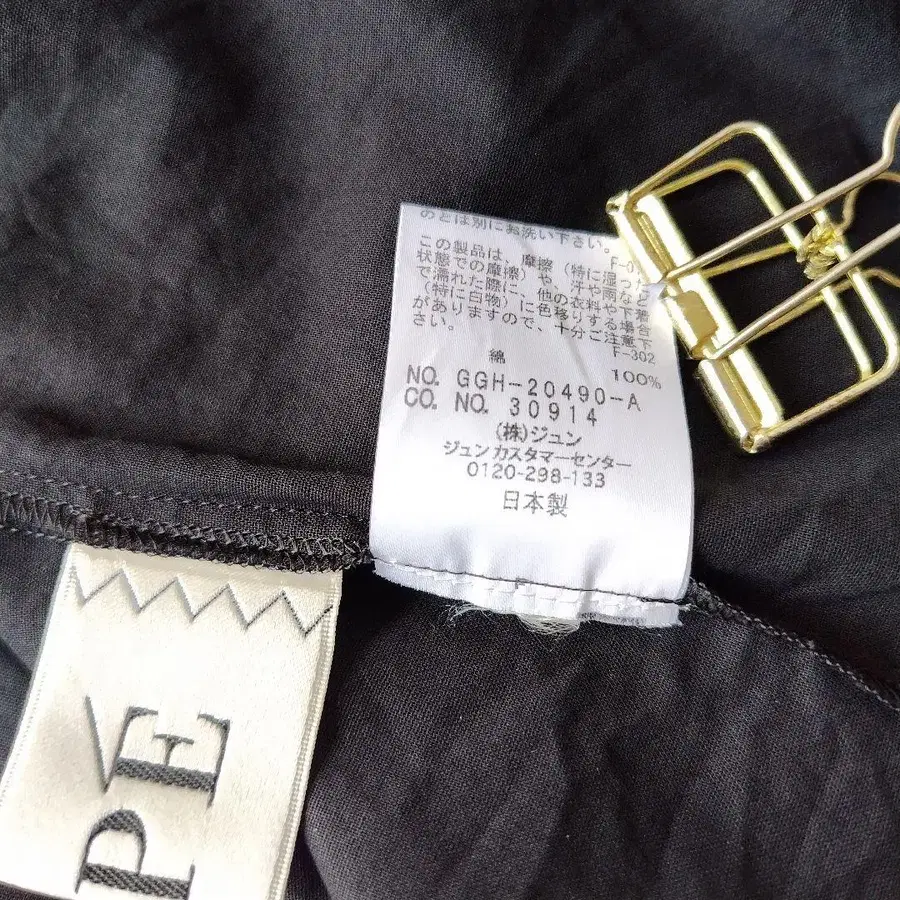 のとは別にお洗い下さい。
F-0
この製品は、摩擦（特に湿った
状態での摩擦）や、汗や雨など
で濡れた際に、他の衣料や下着
（特に白物）に色移りする場合
がありますので、十分ご注意下
さい。
F-302
綿
100%
NO. GGH-20490-A
CO. NO. 30914
(株)ジュン
ジュンカスタマーセンター
0120-298-133
日本製
PÉ